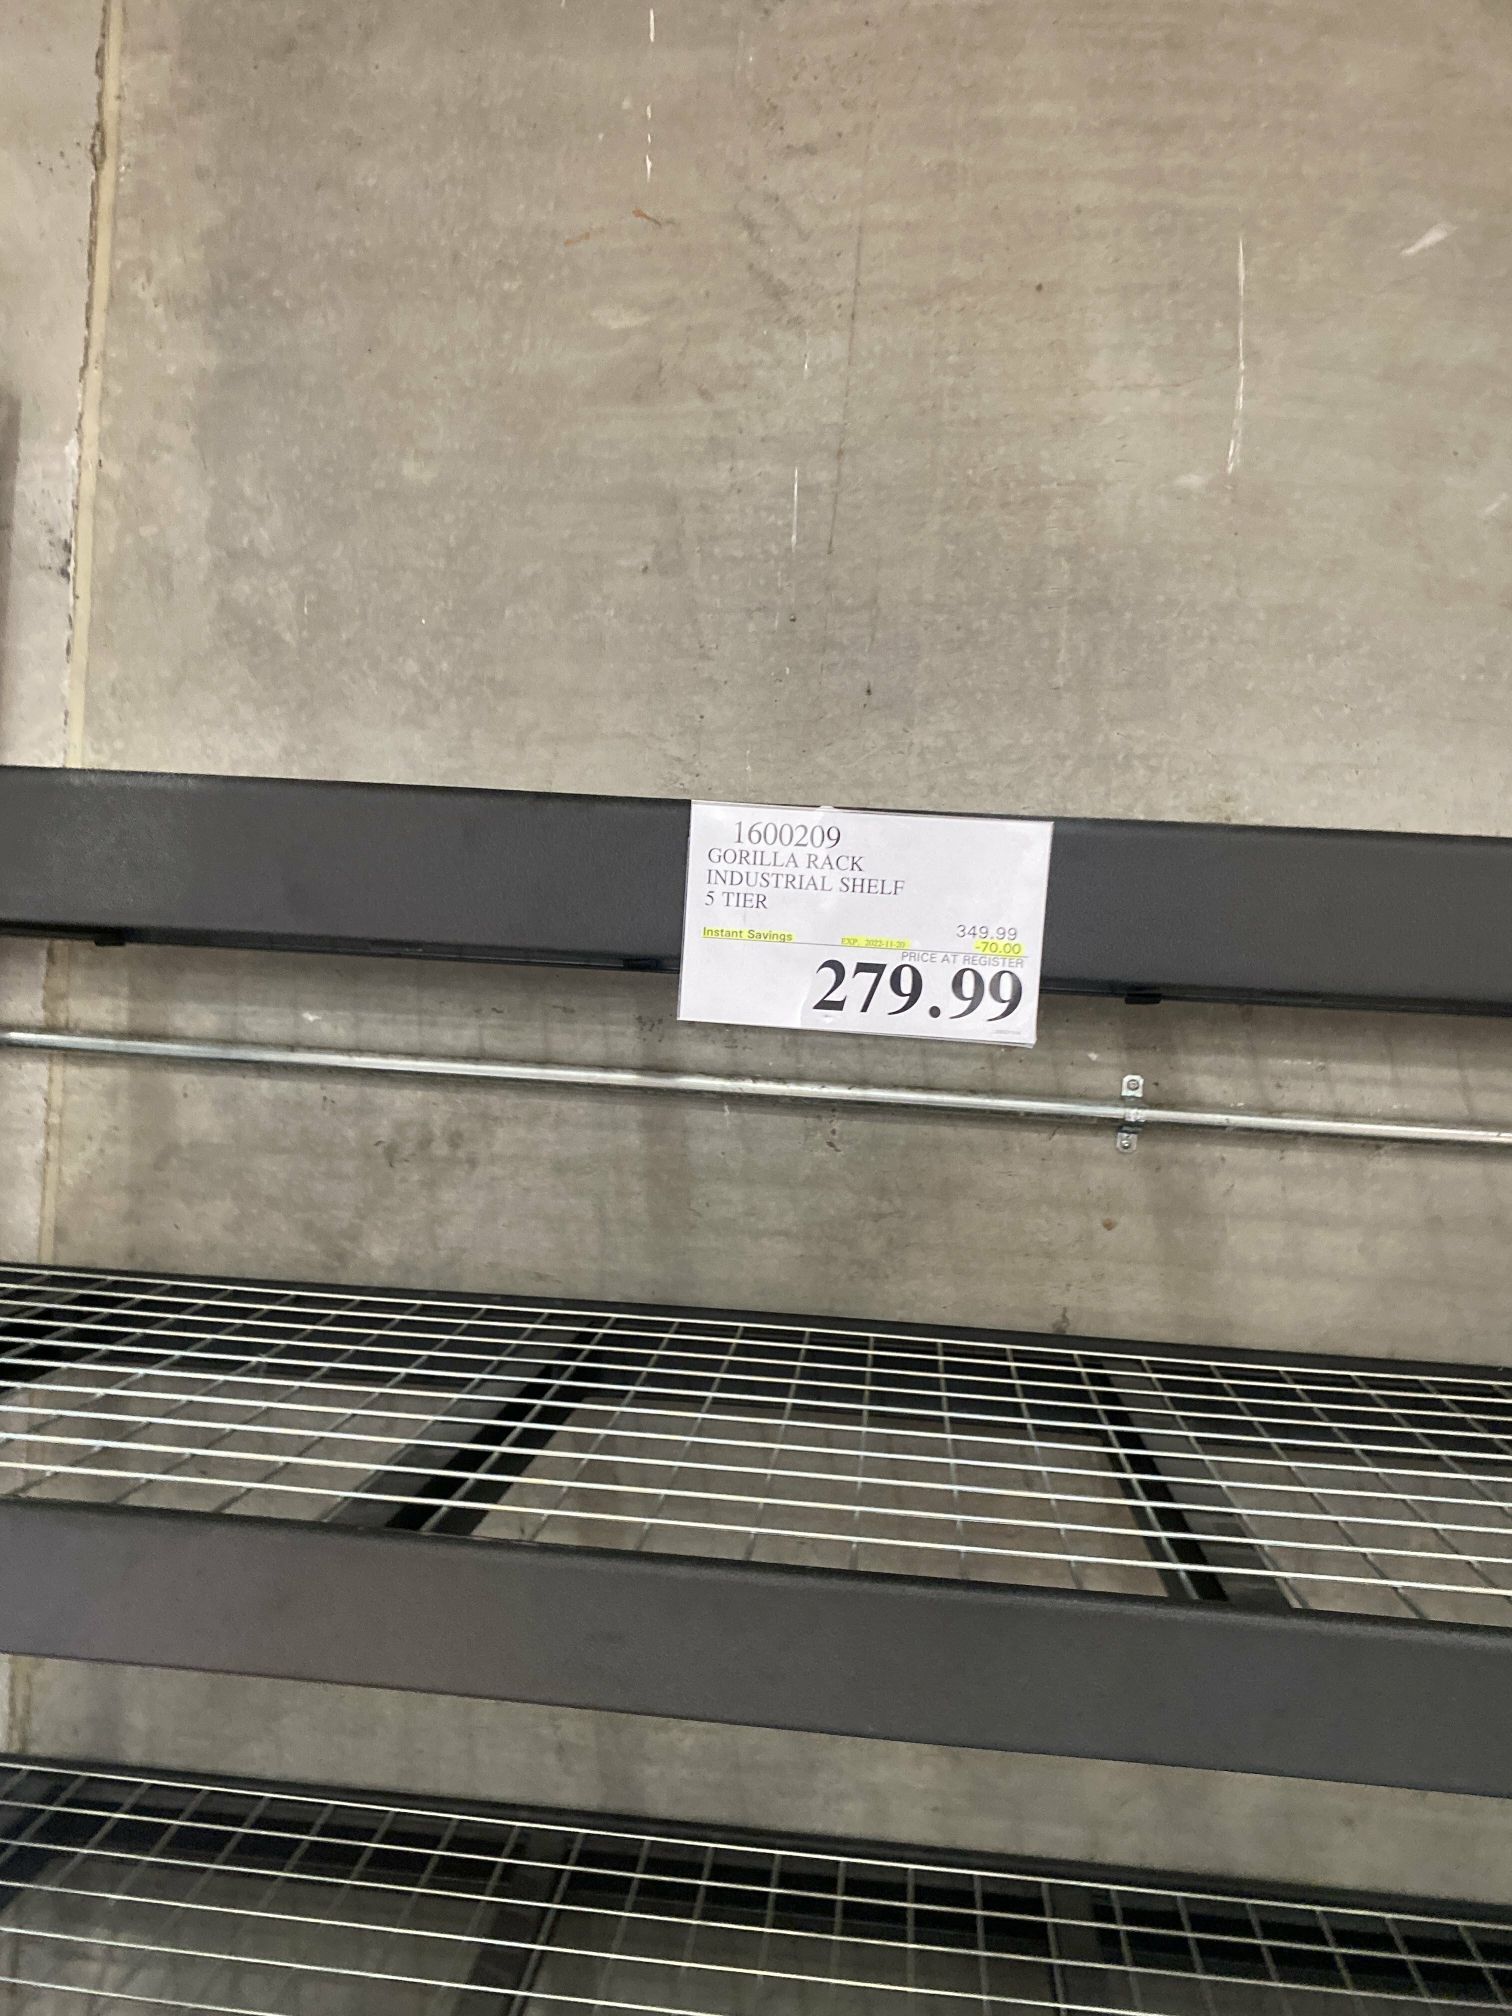 1600209
GORILLA RACK
INDUSTRIAL SHELF
5 TIER
349.99
Instant Savings EXP. 2022-11-20 -70.00
PRICE AT REGISTER
279.99